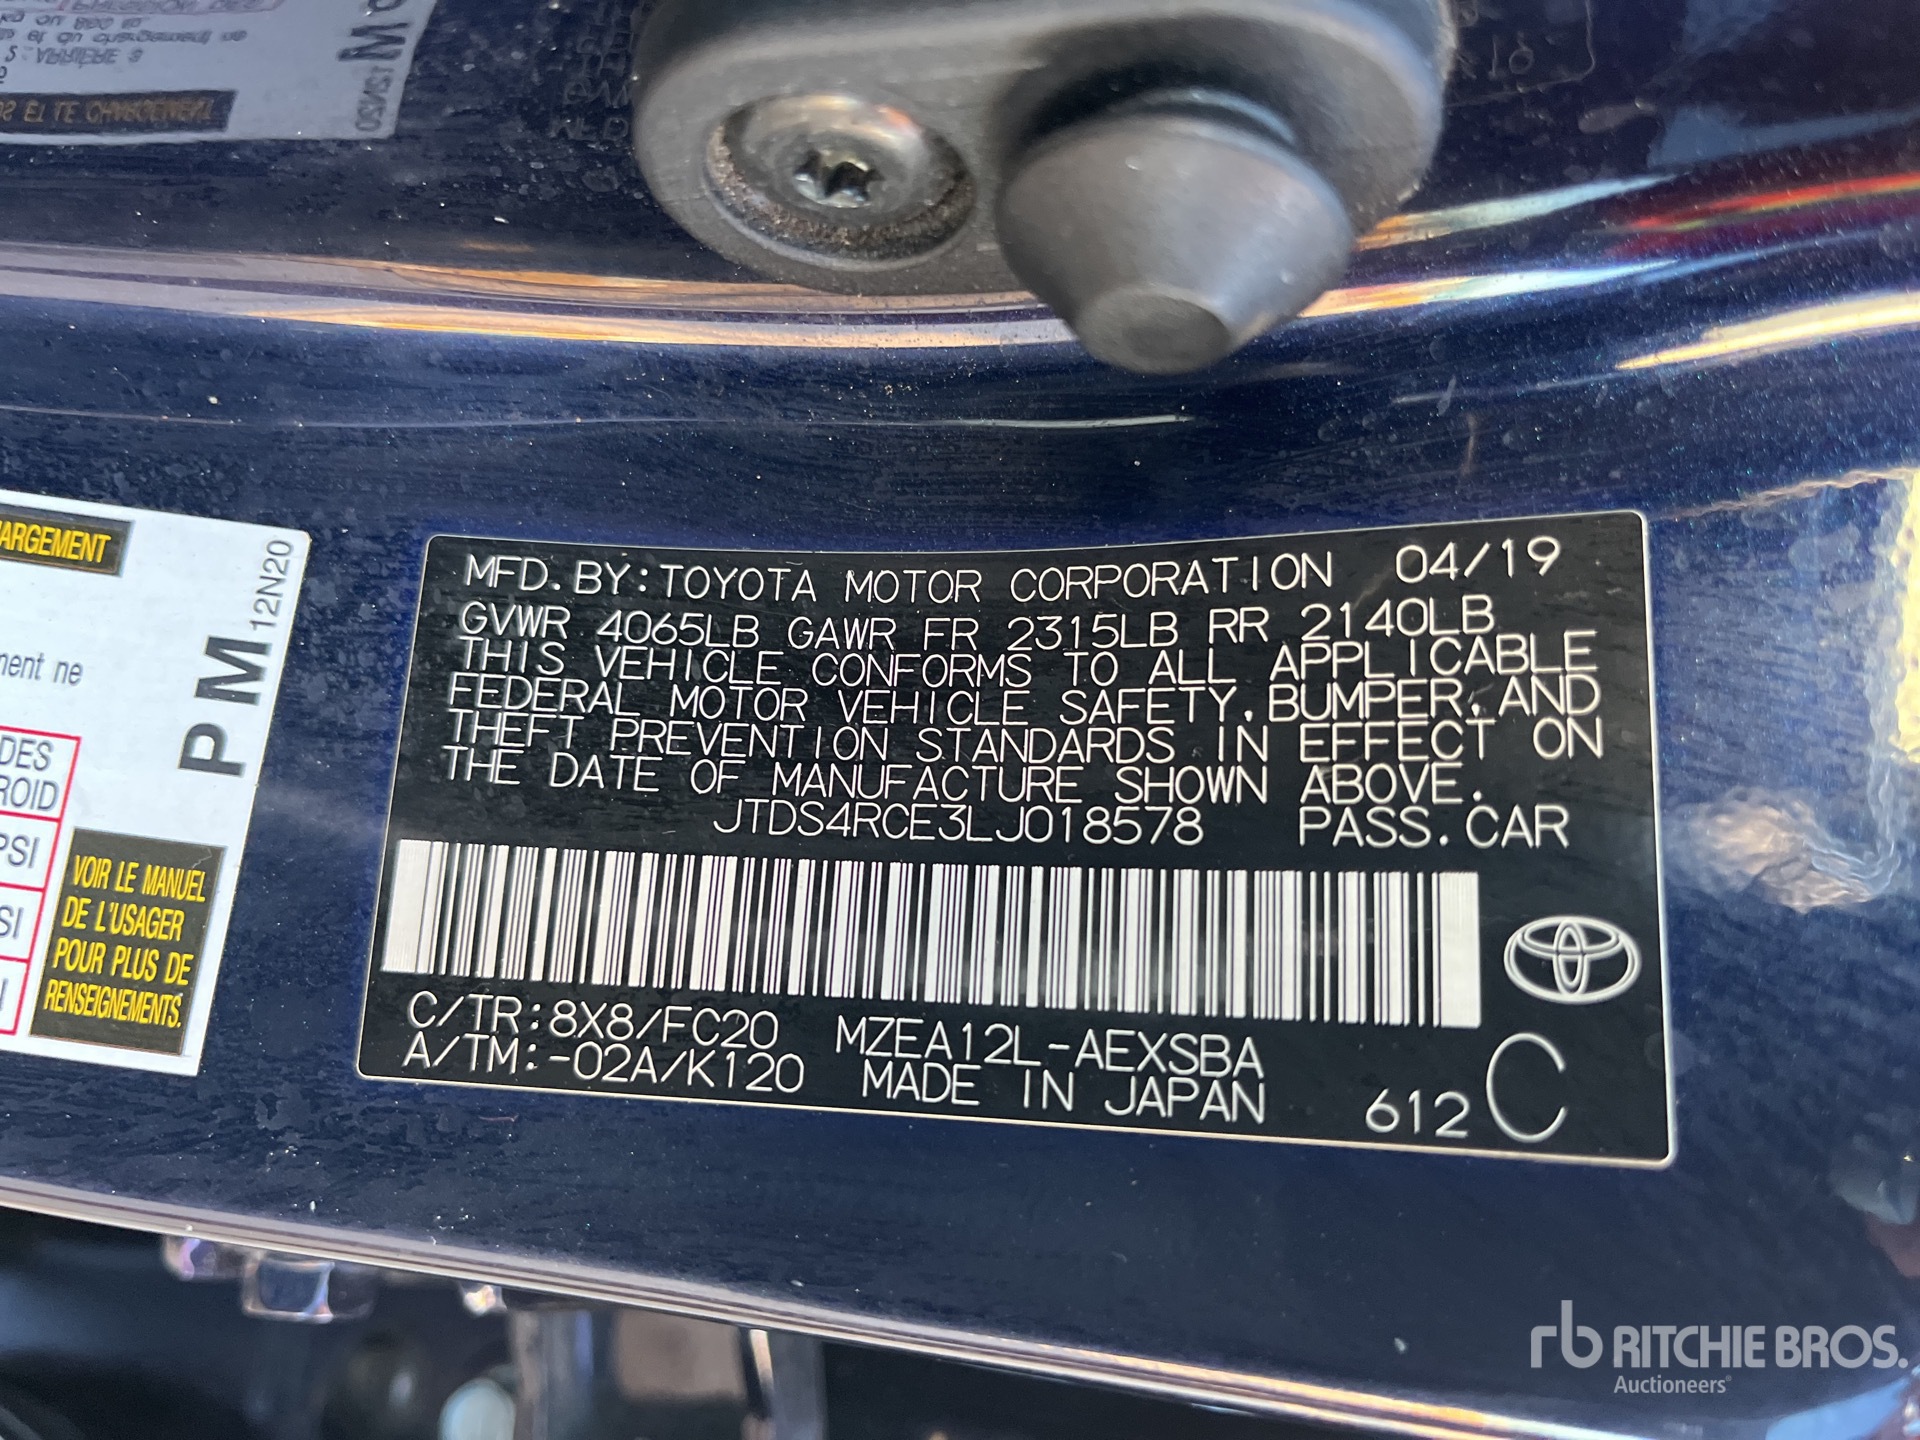 ARGEMENT
12N20
PM
ment ne
DES
ROID
PSI
SI
VOIR LE MANUEL
DE L'USAGER
POUR PLUS DE
RENSEIGNEMENTS.
MFD.BY:TOYOTA MOTOR CORPORATION 04/19
GVWR 4065LB GAWR FR 2315LB RR 2140LB
THIS VEHICLE CONFORMS TO ALL APPLICABLE
FEDERAL MOTOR VEHICLE SAFETY, BUMPER, AND
THEFT PREVENTION STANDARDS IN EFFECT ON
THE DATE OF MANUFACTURE SHOWN ABOVE.
JTDS4RCE3LJ018578 PASS.CAR
C/TR:8X8/FC20 MZEA12L-AEXSBA
A/TM:-02A/K120 MADE IN JAPAN 612 C
rb RITCHIE BROS.
Auctioneers